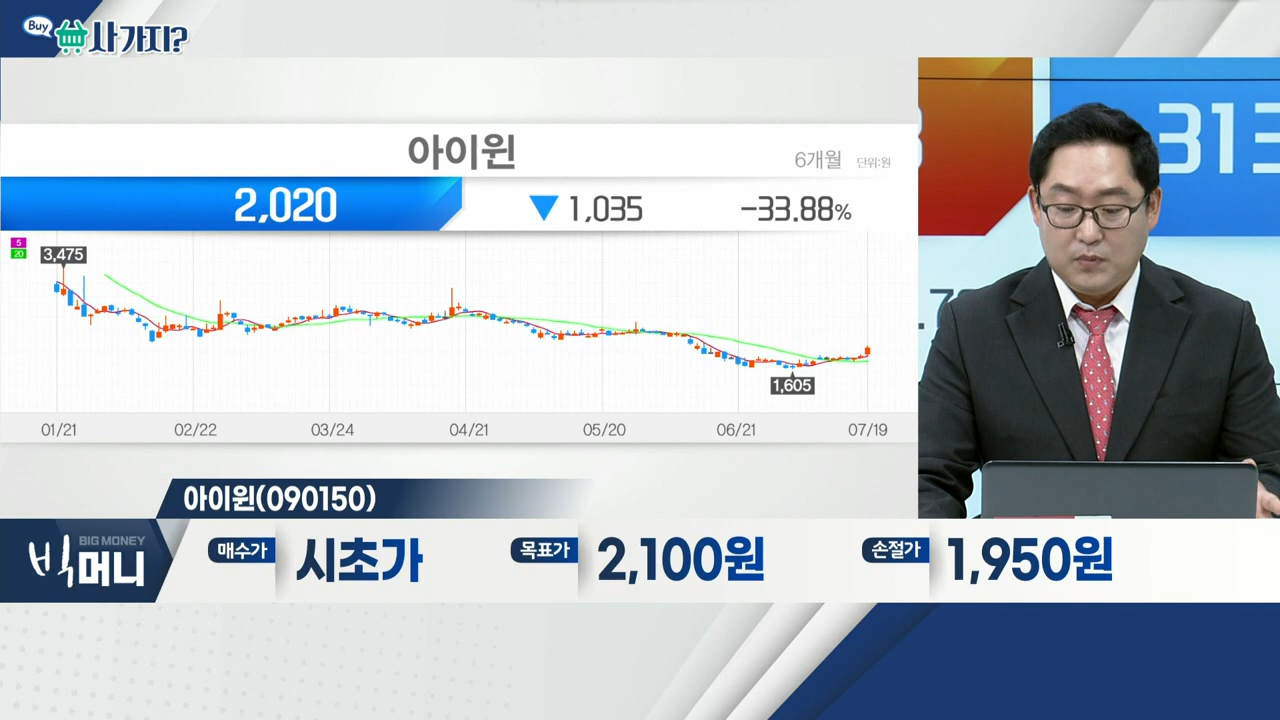 Buy 사 가지?
아이윈
6개월 단위:원
2,020 ▼1,035 -33.88%
5
20
3,475
1,605
01/21 02/22 03/24 04/21 05/20 06/21 07/19
313
아이윈(090150)
BIG MONEY
빅머니
매수가 시초가 목표가 2,100원 손절가 1,950원